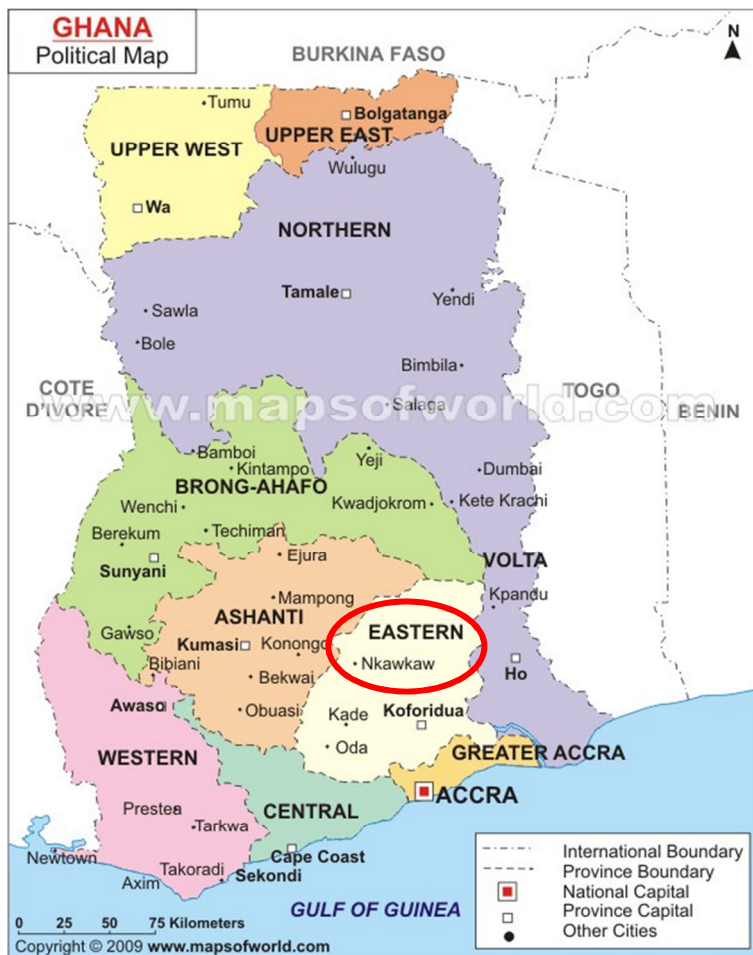 GHANA
Political Map
N
BURKINA FASO
Tumu
Bolgatanga
UPPER EAST
UPPER WEST
Wulugu
Wa
NORTHERN
Tamale
Yendi
Sawla
Bole
Bimbila
COTE
D'IVORE
TOGO
BENIN
www.mapsofworld.com
Salaga
Bamboi
Kintampo
Yeji
Dumbai
BRONG-AHAFO
Wenchi
Kwadjokrom
Kete Krachi
Berekum
Techiman
Sunyani
Ejura
VOLTA
Mampong
Kpandu
ASHANTI
Gawso
Kumasi
Konongo
EASTERN
Bibiani
Bekwai
Nkawkaw
Ho
Awaso
Obuasi
Kade
Koforidua
Oda
WESTERN
GREATER ACCRA
ACCRA
Prestea
CENTRAL
Tarkwa
Newtown
Cape Coast
Takoradi
Sekondi
Axim
GULF OF GUINEA
0 25 50 75 Kilometers
Copyright © 2009 www.mapsofworld.com
International Boundary
Province Boundary
National Capital
Province Capital
Other Cities